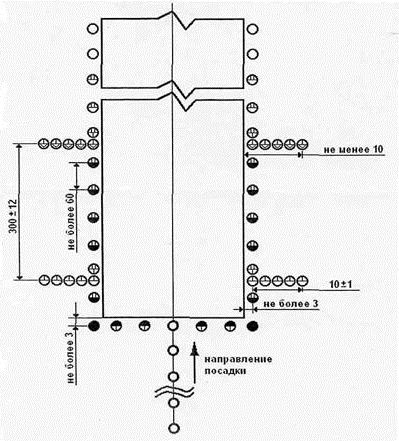 не менее 10
300±12
не более 60
10±1
не более 3
не более 3
направление
посадки